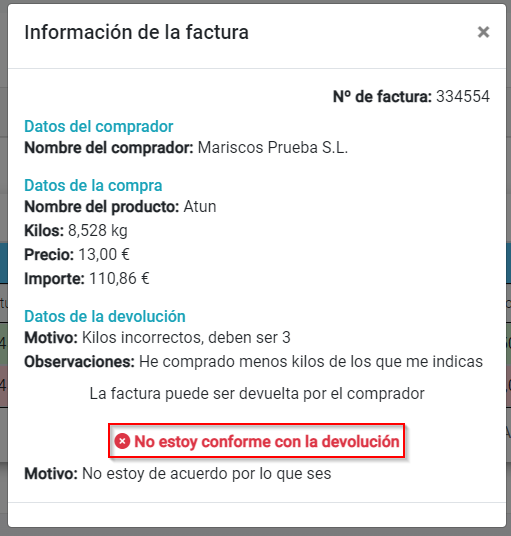 Información de la factura ×
Nº de factura: 334554
Datos del comprador
Nombre del comprador: Mariscos Prueba S.L.
Datos de la compra
Nombre del producto: Atun
Kilos: 8,528 kg
Precio: 13,00 €
Importe: 110,86 €
Datos de la devolución
Motivo: Kilos incorrectos, deben ser 3
Observaciones: He comprado menos kilos de los que me indicas
La factura puede ser devuelta por el comprador
No estoy conforme con la devolución
Motivo: No estoy de acuerdo por lo que ses